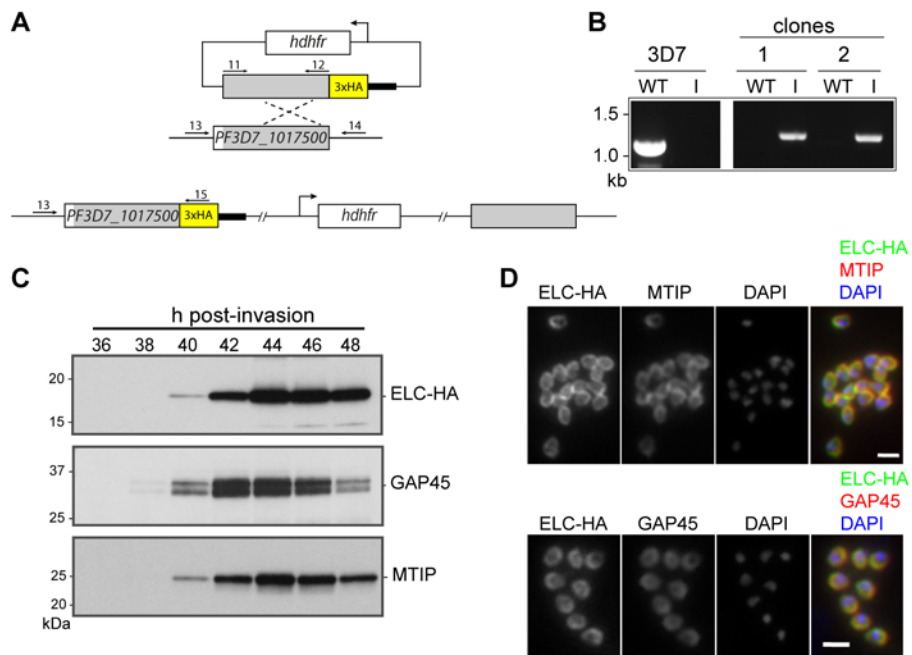 A
hdhfr
11
12
3xHA
13
14
PF3D7_1017500
13
15
PF3D7_1017500
3xHA
//
hdhfr
//
B
clones
3D7
1
2
WT I
WT I
WT I
1.5
1.0
kb
C
h post-invasion
36 38 40 42 44 46 48
20
ELC-HA
15
37
GAP45
25
25
MTIP
20
kDa
D
ELC-HA
MTIP
DAPI
ELC-HA MTIP DAPI
ELC-HA
GAP45
DAPI
ELC-HA GAP45 DAPI